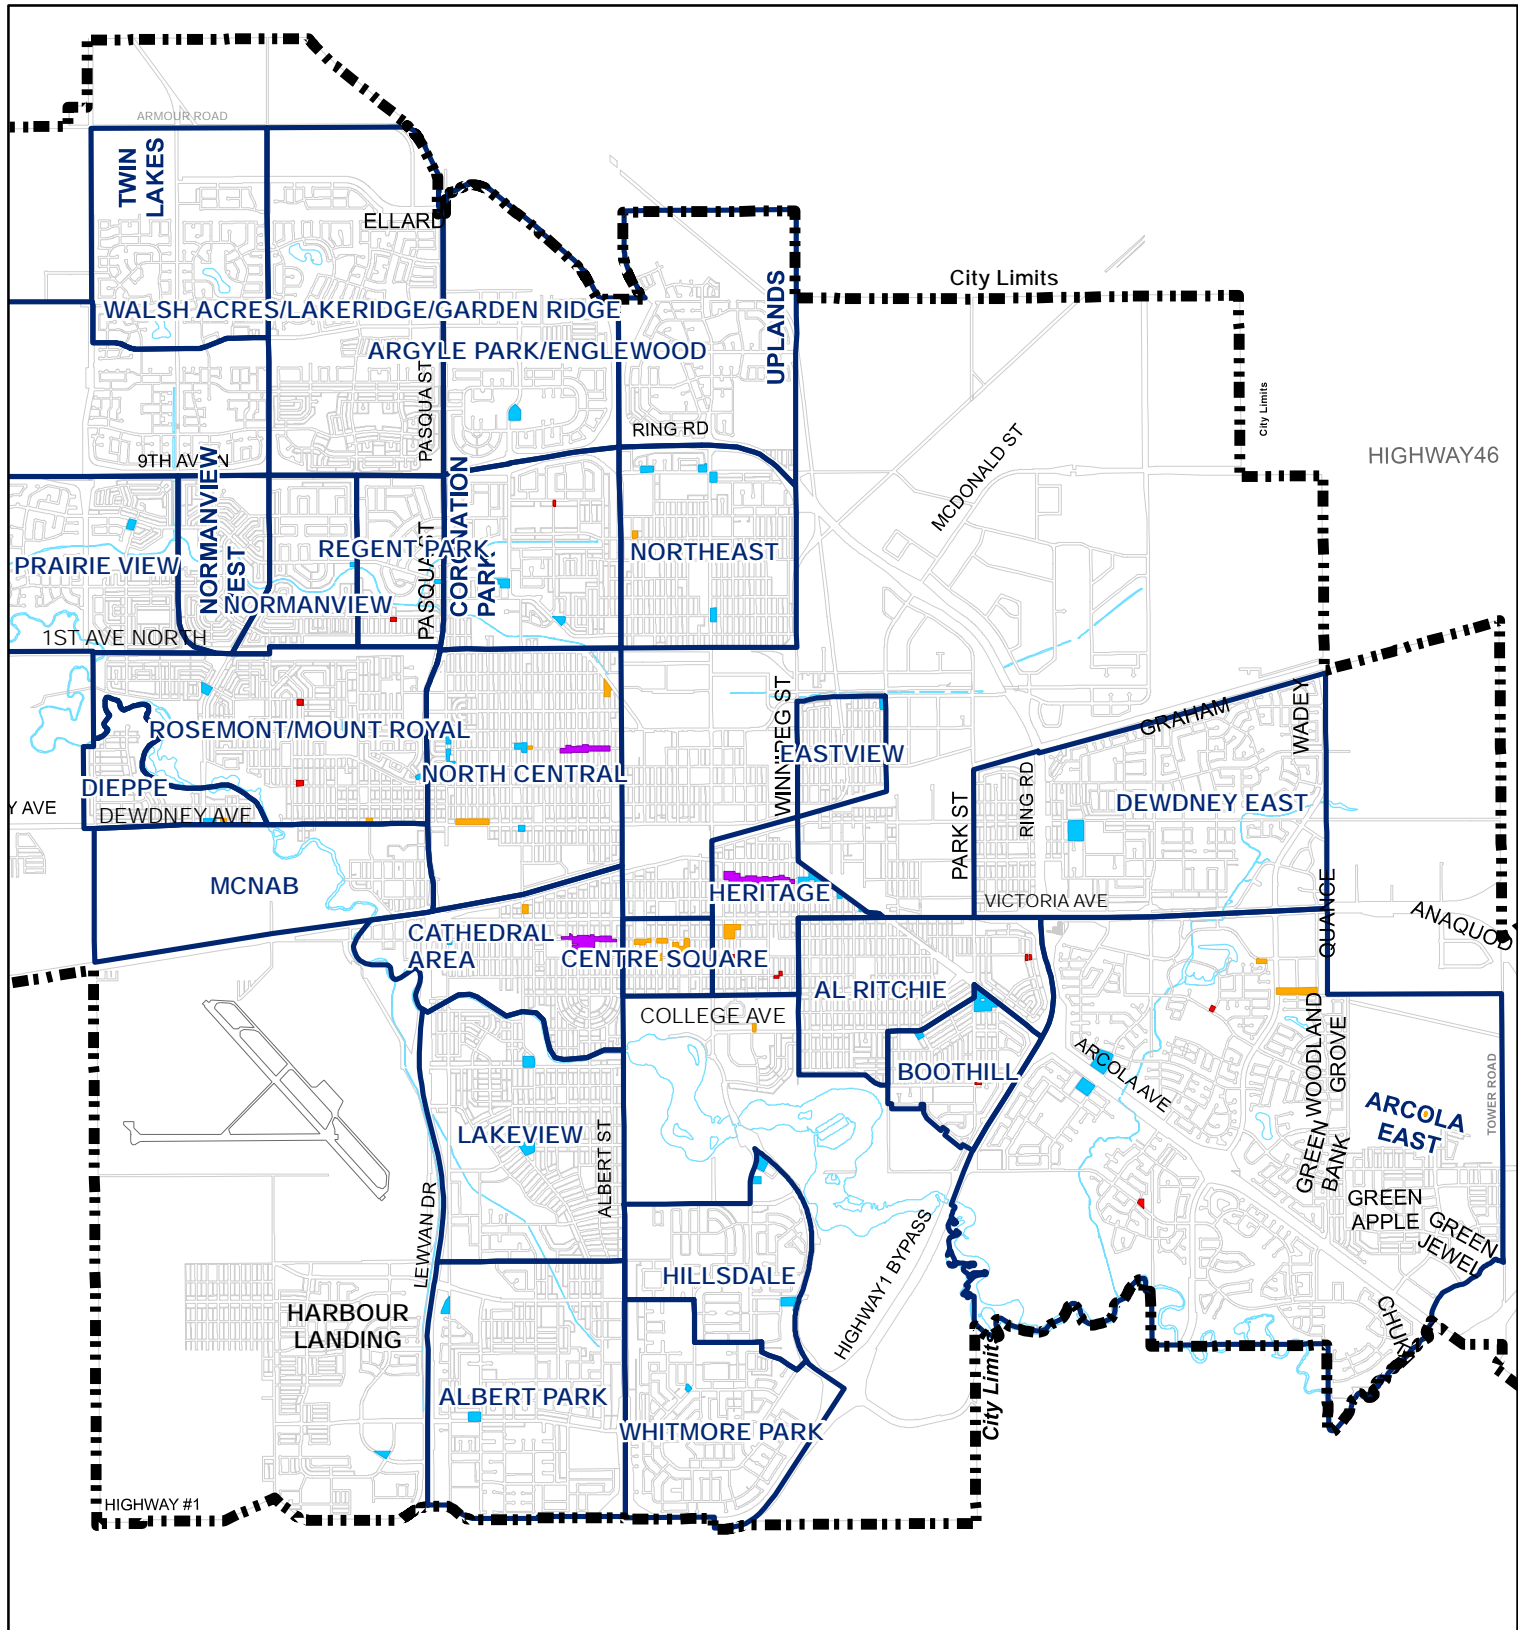 ARMOUR ROAD
TWIN
LAKES
ELLARD
City Limits
WALSH ACRES/LAKERIDGE/GARDEN RIDGE
UPLANDS
ARGYLE PARK/ENGLEWOOD
PASQUA ST
City Limits
RING RD
HIGHWAY46
9TH AV N
MCDONALD ST
NORMANVIEW
WEST
CORONATION
PARK
PASQUA ST
REGENT PARK
NORTHEAST
PRAIRIE VIEW
NORMANVIEW
1ST AVE NORTH
WINNIPEG ST
GRAHAM
WADEY
ROSEMONT/MOUNT ROYAL
EASTVIEW
NORTH CENTRAL
DIEPPE
RING RD
DEWDNEY EAST
Y AVE
DEWDNEY AVE
PARK ST
MCNAB
HERITAGE
VICTORIA AVE
QUANCE
ANAQUOD
CATHEDRAL
AREA
CENTRE SQUARE
AL RITCHIE
COLLEGE AVE
GREEN WOODLAND
GROVE
ARCOLA AVE
BOOTHILL
TOWER ROAD
ARCOLA
EAST
LAKEVIEW
ALBERT ST
BANK
GREEN
APPLE
LEWVAN DR
GREEN
JEWEL
HIGHWAY1 BYPASS
HILLSDALE
HARBOUR
LANDING
CHUKA
City Limits
ALBERT PARK
WHITMORE PARK
HIGHWAY #1